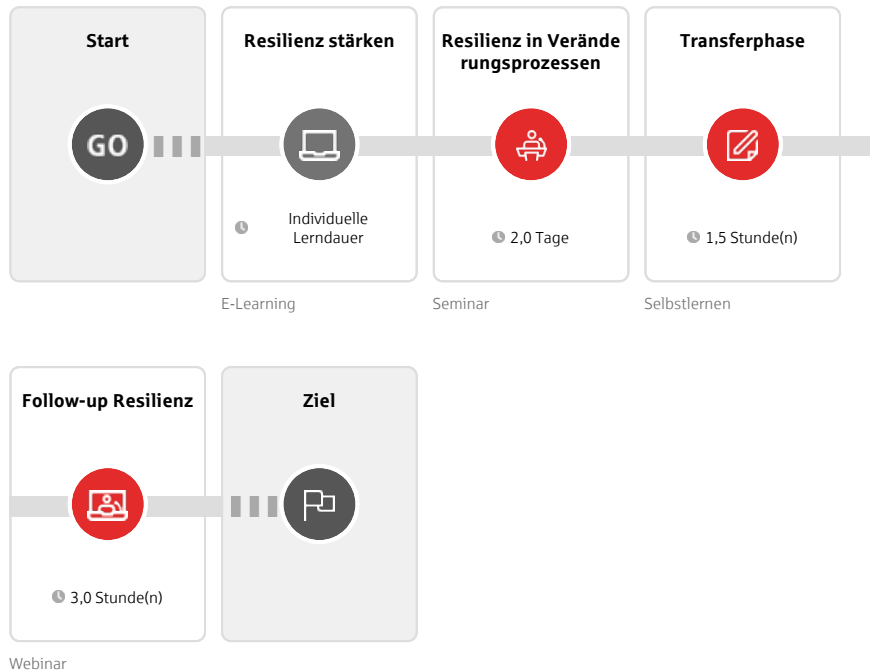 Start
GO
Resilienz stärken
Individuelle
Lerndauer
E-Learning
Resilienz in Verände
rungsprozessen
2,0 Tage
Seminar
Transferphase
1,5 Stunde(n)
Selbstlernen
Follow-up Resilienz
3,0 Stunde(n)
Webinar
Ziel